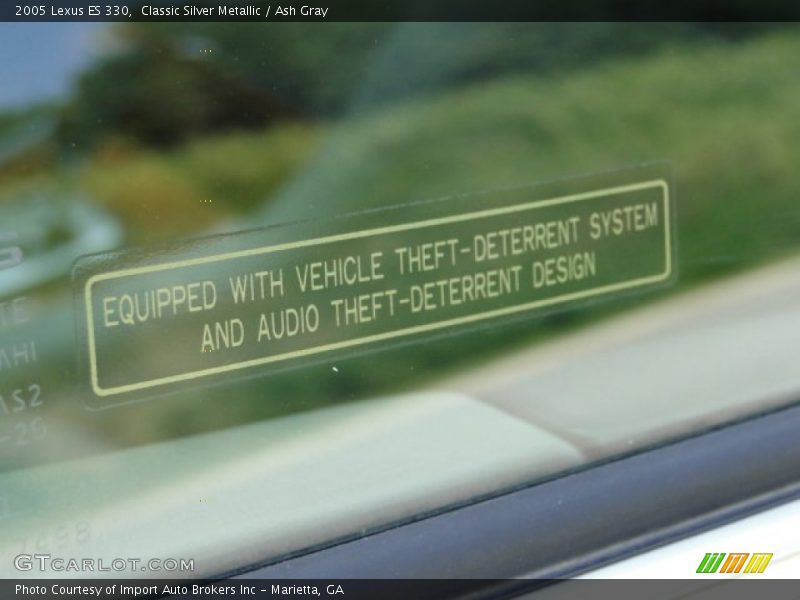 2005 Lexus ES 330,  Classic Silver Metallic / Ash Gray
EQUIPPED WITH VEHICLE THEFT-DETERRENT SYSTEM
AND AUDIO THEFT-DETERRENT DESIGN
AS2
GTCARLOT.COM
Photo Courtesy of Import Auto Brokers Inc - Marietta, GA